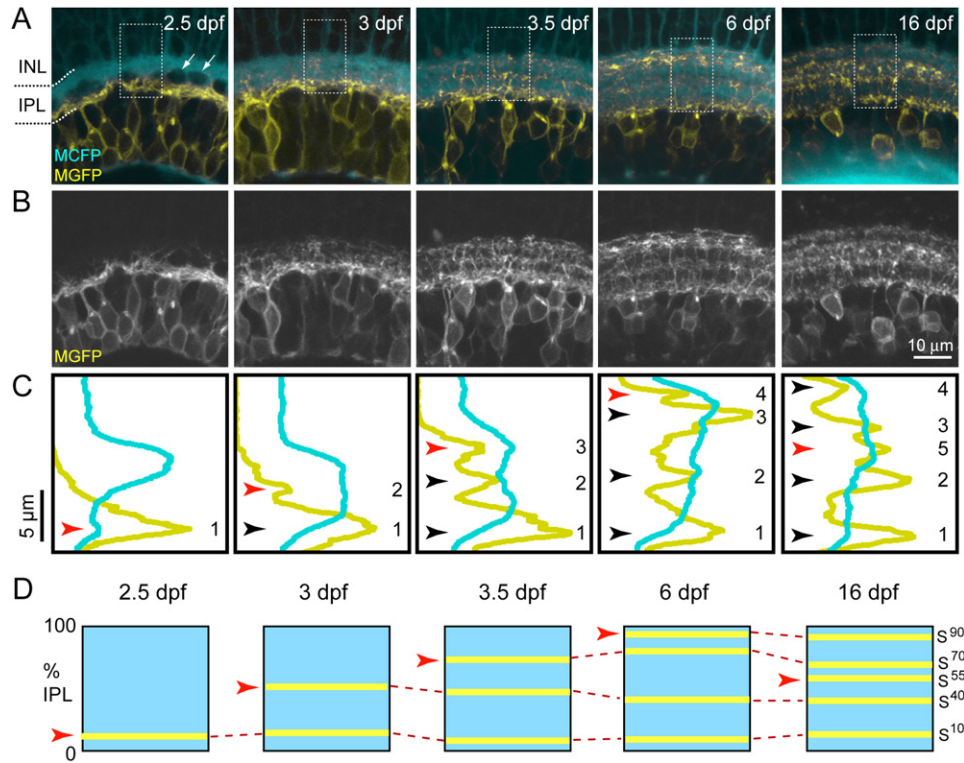 A 2.5 dpf 3 dpf 3.5 dpf 6 dpf 16 dpf
INL
IPL
MCFP
MGFP
B
MGFP
10 μm
C
5 μm
1
2
1
3
2
1
4
3
2
1
4
3
5
2
1
D 2.5 dpf 3 dpf 3.5 dpf 6 dpf 16 dpf
100
%
IPL
0
S90
S70
S55
S40
S10